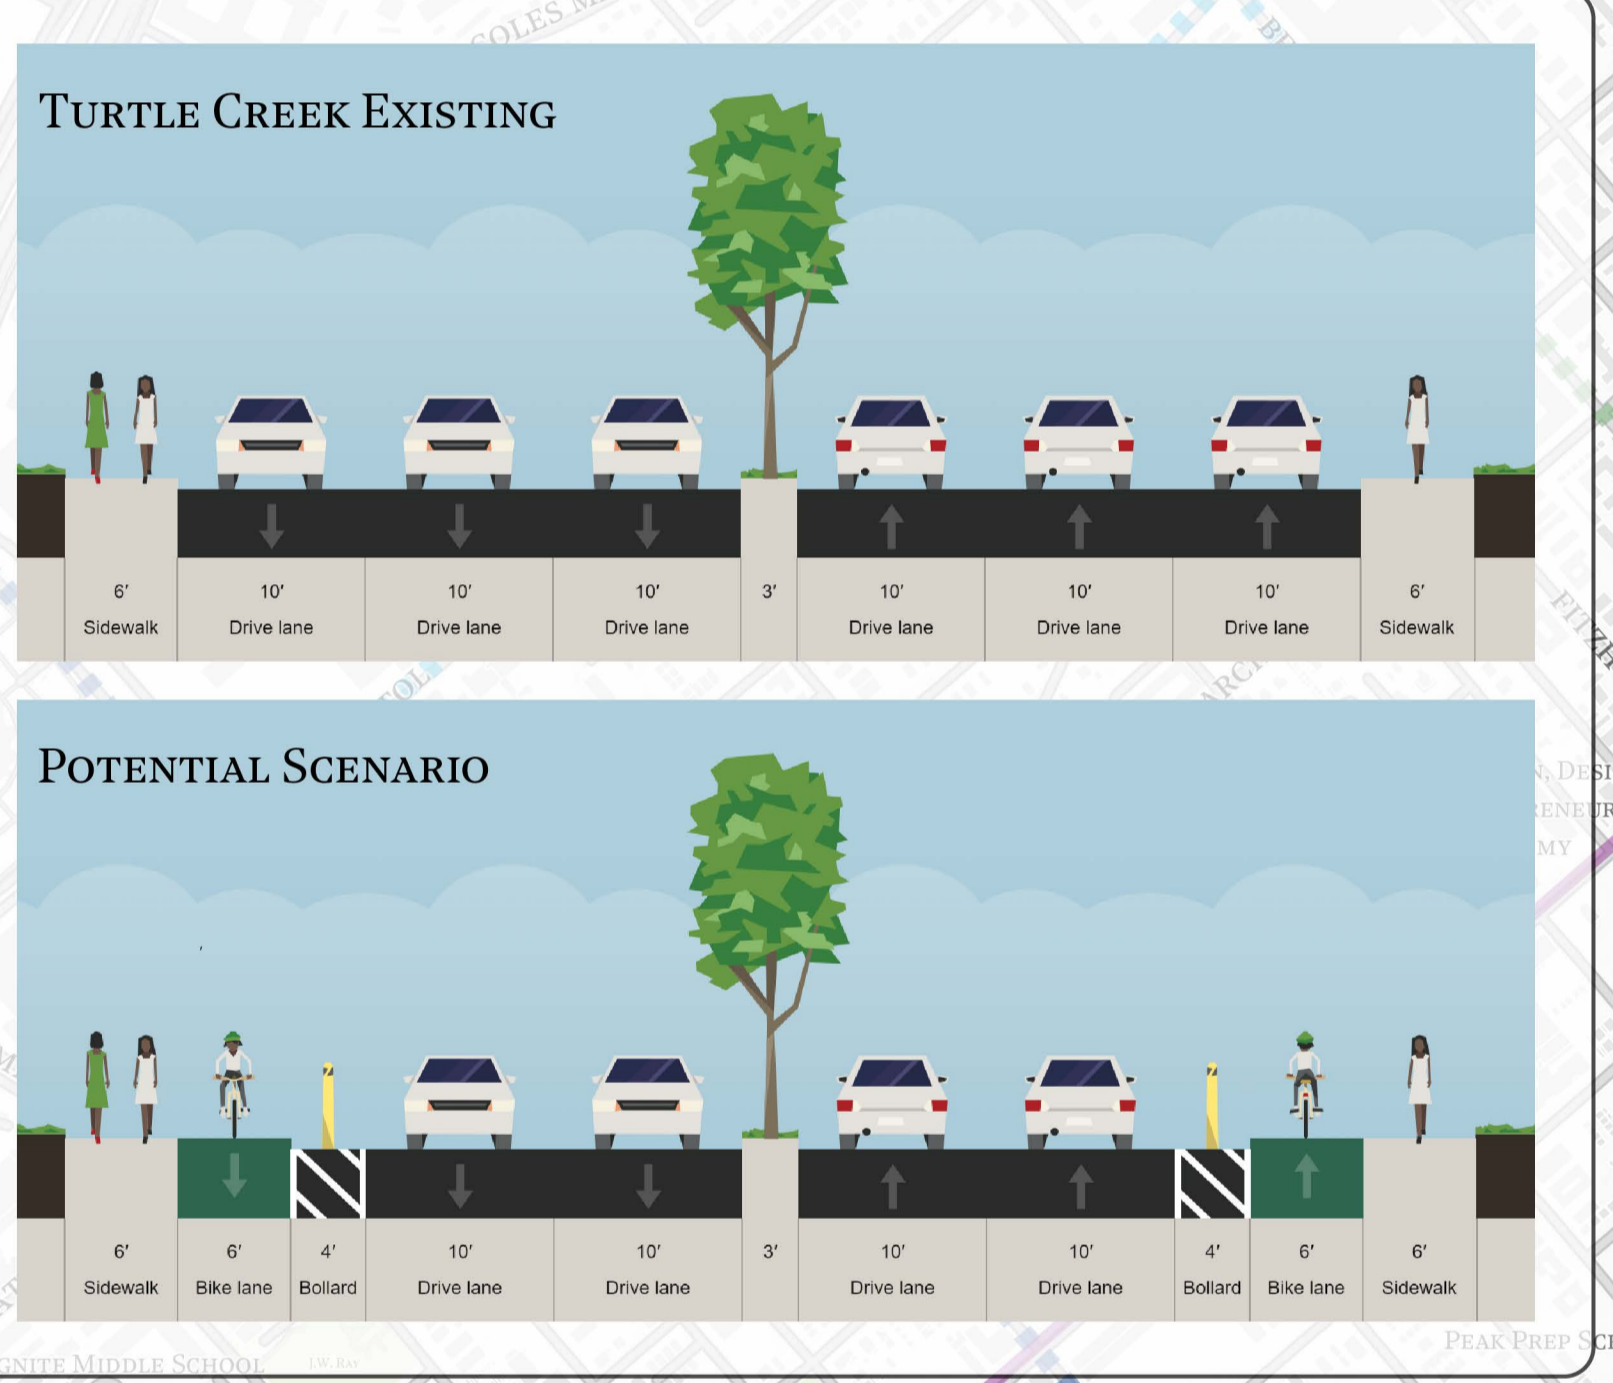 TURTLE CREEK EXISTING
6' 10' 10' 10' 3' 10' 10' 10' 6'
Sidewalk Drive lane Drive lane Drive lane Drive lane Drive lane Drive lane Sidewalk
POTENTIAL SCENARIO
6' 6' 4' 10' 10' 3' 10' 10' 4' 6' 6'
Sidewalk Bike lane Bollard Drive lane Drive lane Drive lane Drive lane Bollard Bike lane Sidewalk
MIDDLE SCHOOL
J.W. RAY
PEAK PREP